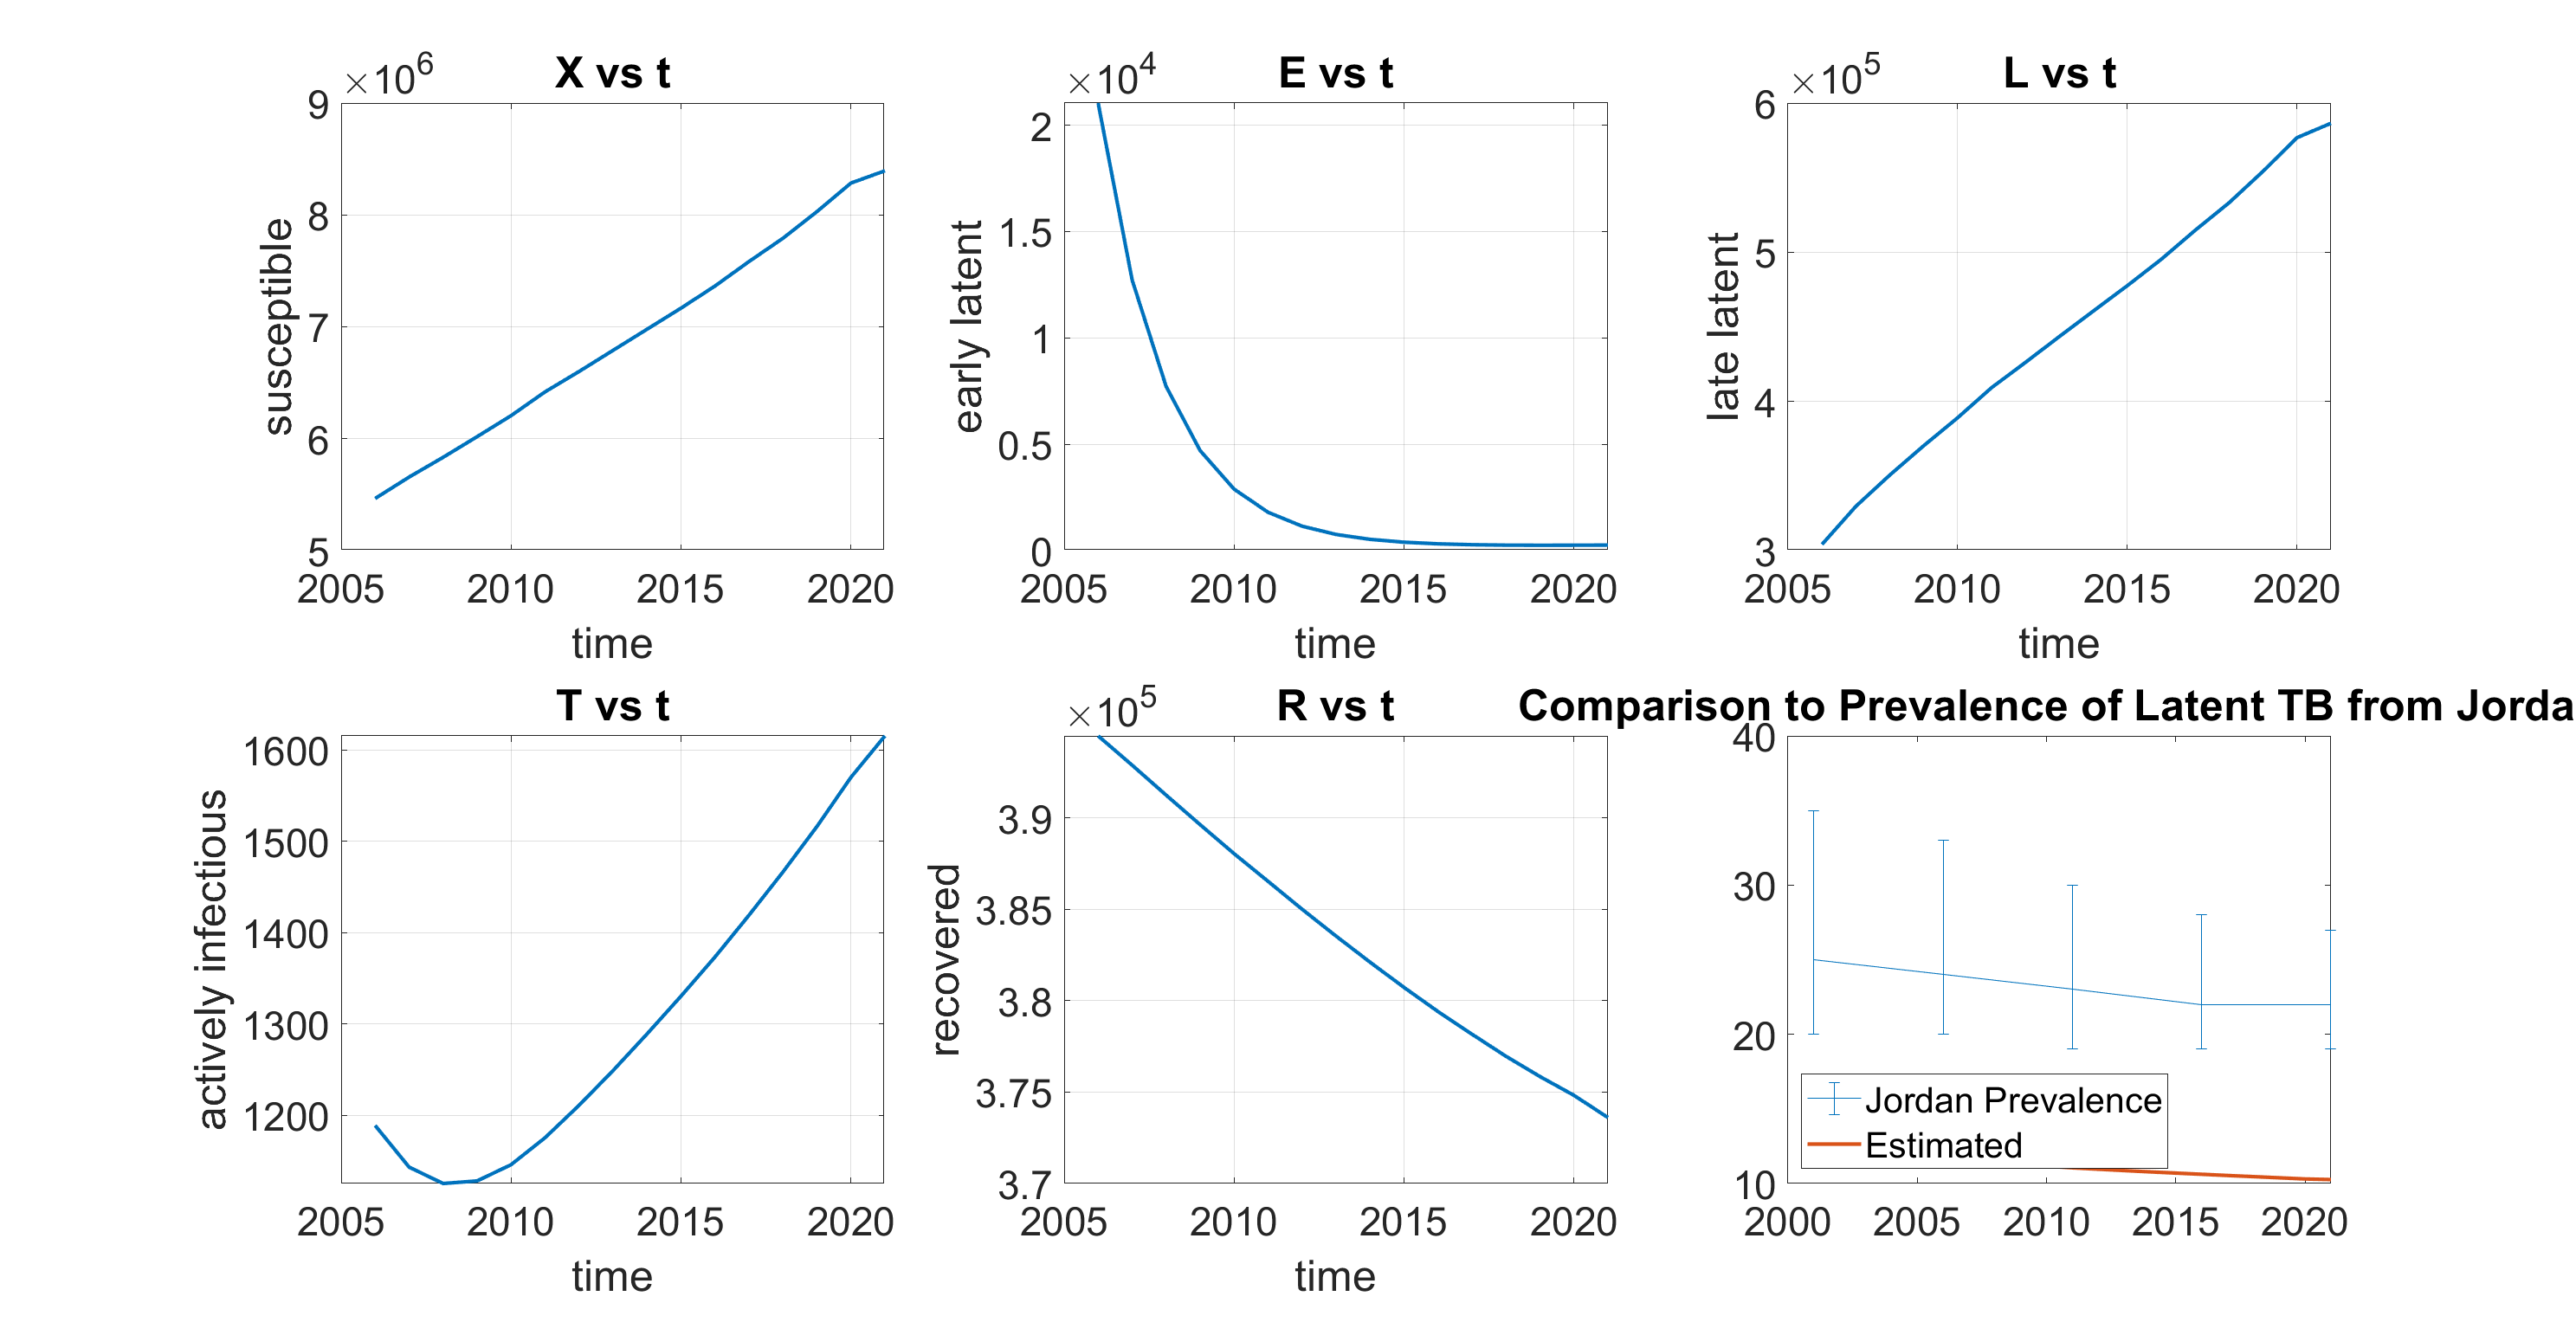 X vs t
×10^6
9
8
7
6
5
susceptible
2005 2010 2015 2020
time
E vs t
×10^4
2
1.5
1
0.5
0
early latent
2005 2010 2015 2020
time
L vs t
×10^5
6
5
4
3
late latent
2005 2010 2015 2020
time
T vs t
1600
1500
1400
1300
1200
actively infectious
2005 2010 2015 2020
time
R vs t
×10^5
3.9
3.85
3.8
3.75
3.7
recovered
2005 2010 2015 2020
time
Comparison to Prevalence of Latent TB from Jorda
40
30
20
10
Jordan Prevalence
Estimated
2000 2005 2010 2015 2020